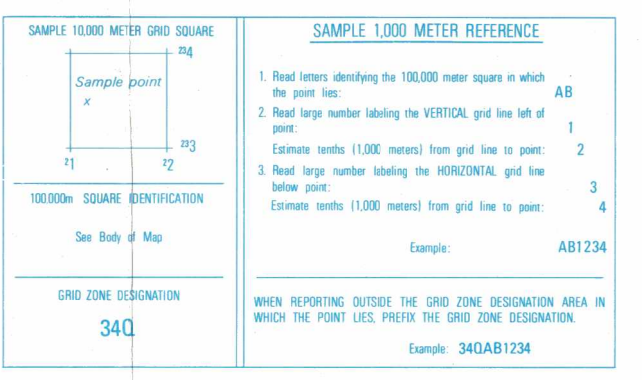 SAMPLE 10,000 METER GRID SQUARE
234
Sample point
x
233
21
22
100,000m SQUARE IDENTIFICATION
See Body of Map
GRID ZONE DESIGNATION
34Q
SAMPLE 1,000 METER REFERENCE
1. Read letters identifying the 100,000 meter square in which
the point lies: AB
2. Read large number labeling the VERTICAL grid line left of
point: 1
Estimate tenths (1,000 meters) from grid line to point: 2
3. Read large number labeling the HORIZONTAL grid line
below point: 3
Estimate tenths (1,000 meters) from grid line to point: 4
Example: AB1234
WHEN REPORTING OUTSIDE THE GRID ZONE DESIGNATION AREA IN
WHICH THE POINT LIES, PREFIX THE GRID ZONE DESIGNATION.
Example: 34QAB1234